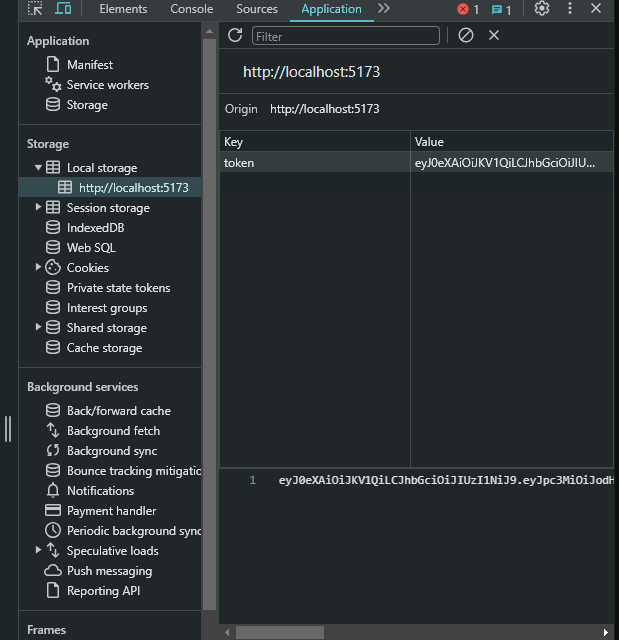 Elements Console Sources Application 1 1
Application
Manifest
Service workers
Storage
Storage
Local storage
http://localhost:5173
Session storage
IndexedDB
Web SQL
Cookies
Private state tokens
Interest groups
Shared storage
Cache storage
Background services
Back/forward cache
Background fetch
Background sync
Bounce tracking mitigatic
Notifications
Payment handler
Periodic background sync
Speculative loads
Push messaging
Reporting API
Frames
Filter
http://localhost:5173
Origin http://localhost:5173
Key Value
token eyJ0eXAiOiJKV1QiLCJhbGciOiJIU...
1 eyJ0eXAiOiJKV1QiLCJhbGciOiJIUzI1NiJ9.eyJpc3MiOiJodH